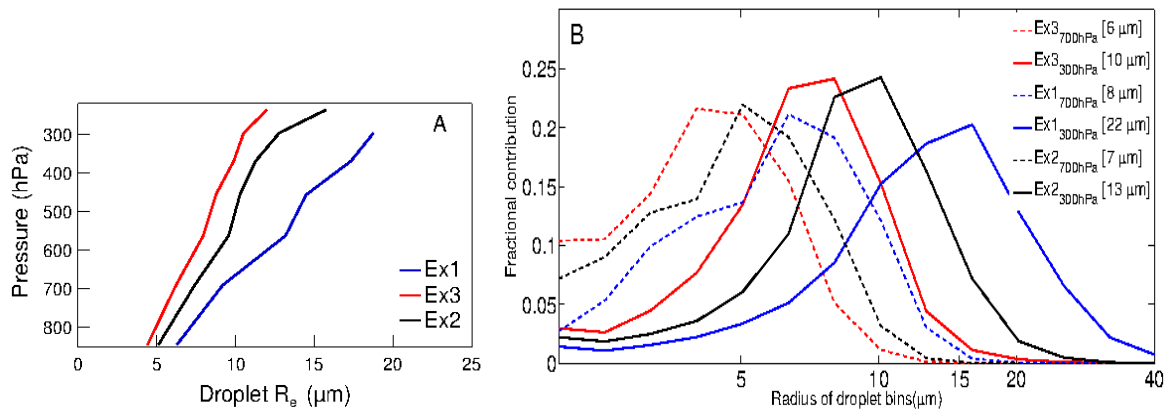 A
Pressure (hPa)
300
400
500
600
700
800
Ex1
Ex3
Ex2
0
5
10
15
20
25
Droplet Re (µm)
B
Fractional contribution
0.25
0.2
0.15
0.1
0.05
0
5
10
15
20
40
Radius of droplet bins(µm)
Ex3700hPa [6 µm]
Ex3300hPa [10 µm]
Ex1700hPa [8 µm]
Ex1300hPa [22 µm]
Ex2700hPa [7 µm]
Ex2300hPa [13 µm]